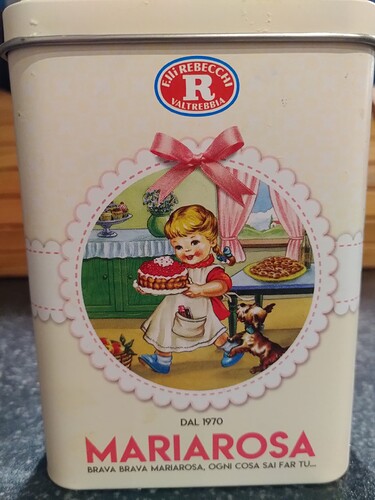 F.lli REBECCHI
R
VALTREBBIA
DAL 1970
MARIAROSA
BRAVA BRAVA MARIAROSA, OGNI COSA SAI FAR TU...